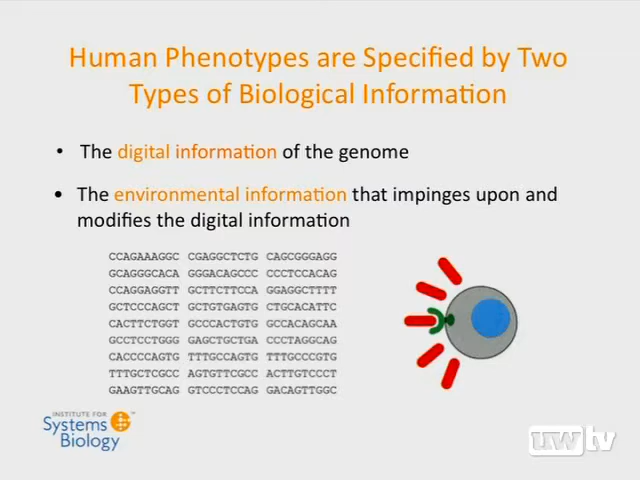 Human Phenotypes are Specified by Two
Types of Biological Information
• The digital information of the genome
• The environmental information that impinges upon and
modifies the digital information
CCAGAAAGGC CGAGGCTCTG CAGCGGGAGG
GCAGGGCACA GGGACAGCCC CCCTCCACAG
CCAGGAGGTT GCTTCTTCCA GGAGGCTTTT
GCTCCCAGCT GCTGTGAGTG CTGCACATTC
CACTTCTGGT GCCCACTGTG GCCACAGCAA
GCCTCCTGGG GAGCTGCTGA CCCTAGGCAG
CACCCCAGTG TTTGCCAGTG TTTGCCCGTG
TTTGCTCGCC AGTGTTCGCC ACTTGTCCCT
GAAGTTGCAG GTCCCTCCAG GACAGTTGGC
INSTITUTE FOR
Systems
Biology
uwtv